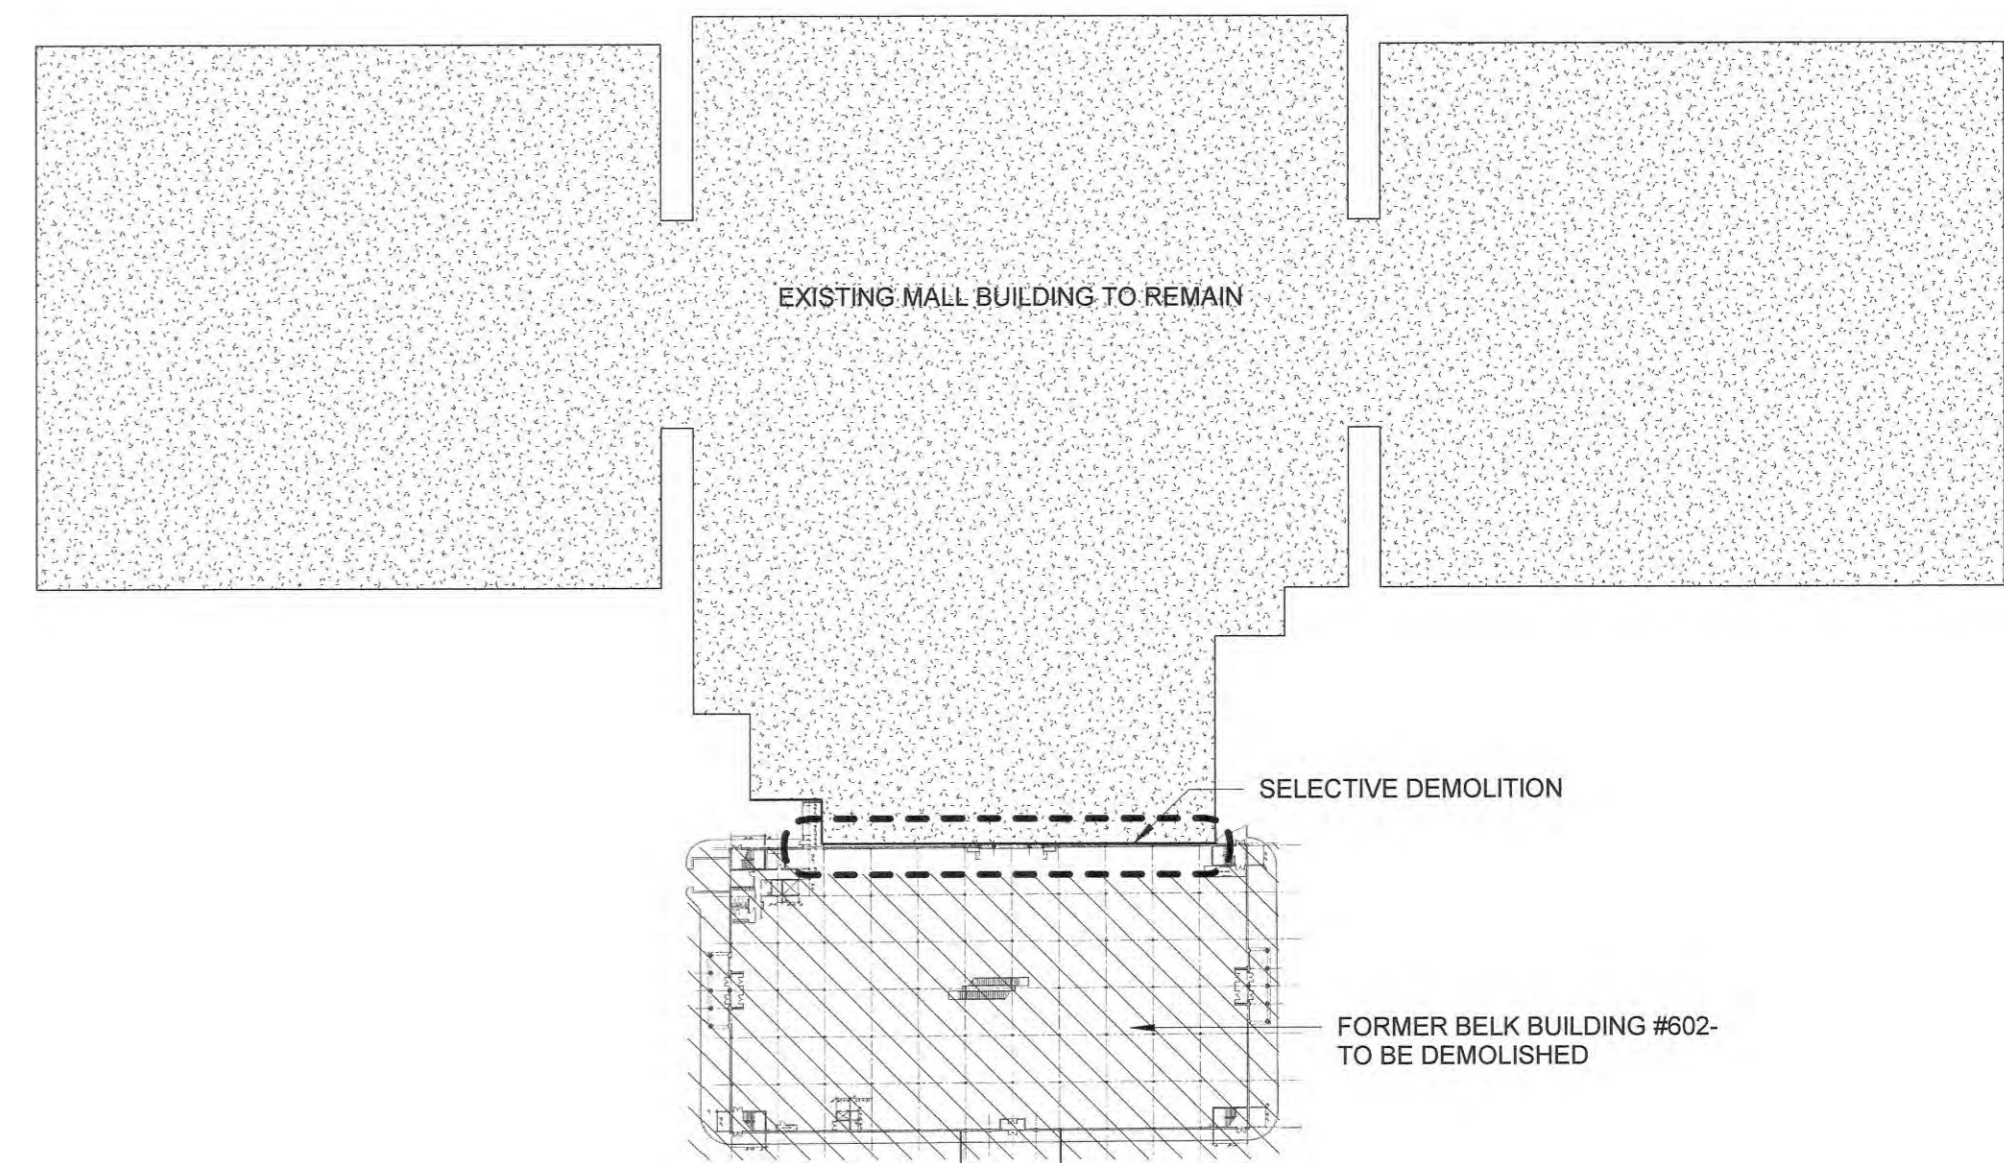 EXISTING MALL BUILDING TO REMAIN
SELECTIVE DEMOLITION
FORMER BELK BUILDING #602-
TO BE DEMOLISHED